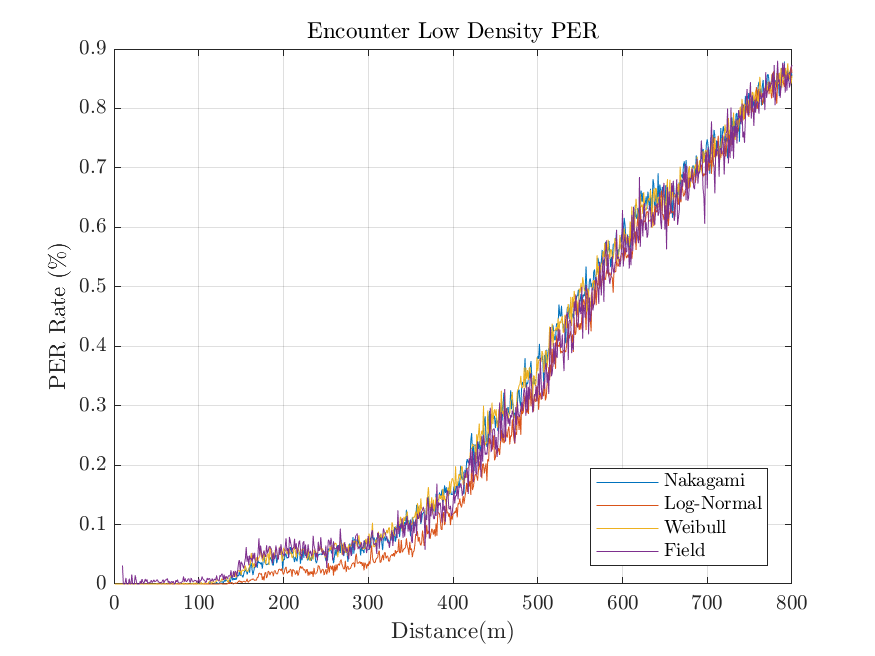 Encounter Low Density PER
0.9
0.8
0.7
0.6
0.5
0.4
0.3
0.2
0.1
0
PER Rate (%)
Nakagami
Log-Normal
Weibull
Field
0 100 200 300 400 500 600 700 800
Distance(m)